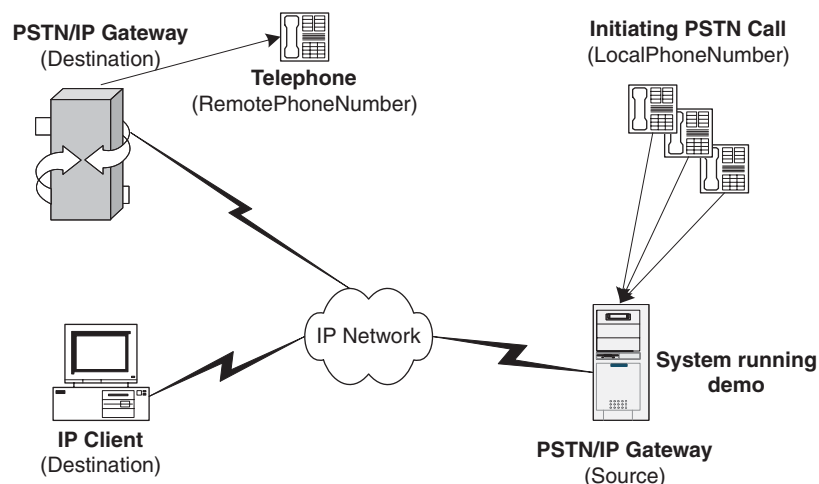 PSTN/IP Gateway
(Destination)
Telephone
(RemotePhoneNumber)
Initiating PSTN Call
(LocalPhoneNumber)
IP Network
System running
demo
IP Client
(Destination)
PSTN/IP Gateway
(Source)